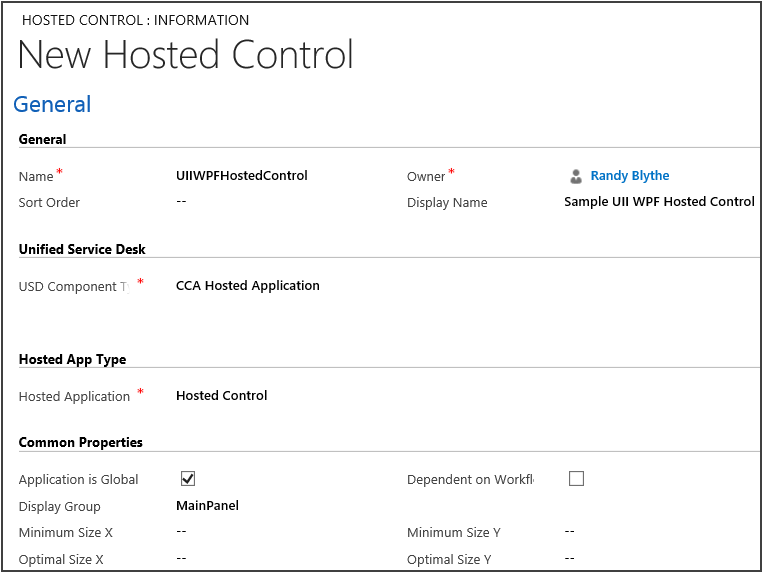 HOSTED CONTROL : INFORMATION
New Hosted Control
General
General
Name * UIIWPFHostedControl Owner * Randy Blythe
Sort Order -- Display Name Sample UII WPF Hosted Control
Unified Service Desk
USD Component Ty * CCA Hosted Application
Hosted App Type
Hosted Application * Hosted Control
Common Properties
Application is Global Dependent on Workfl
Display Group MainPanel
Minimum Size X -- Minimum Size Y --
Optimal Size X -- Optimal Size Y --